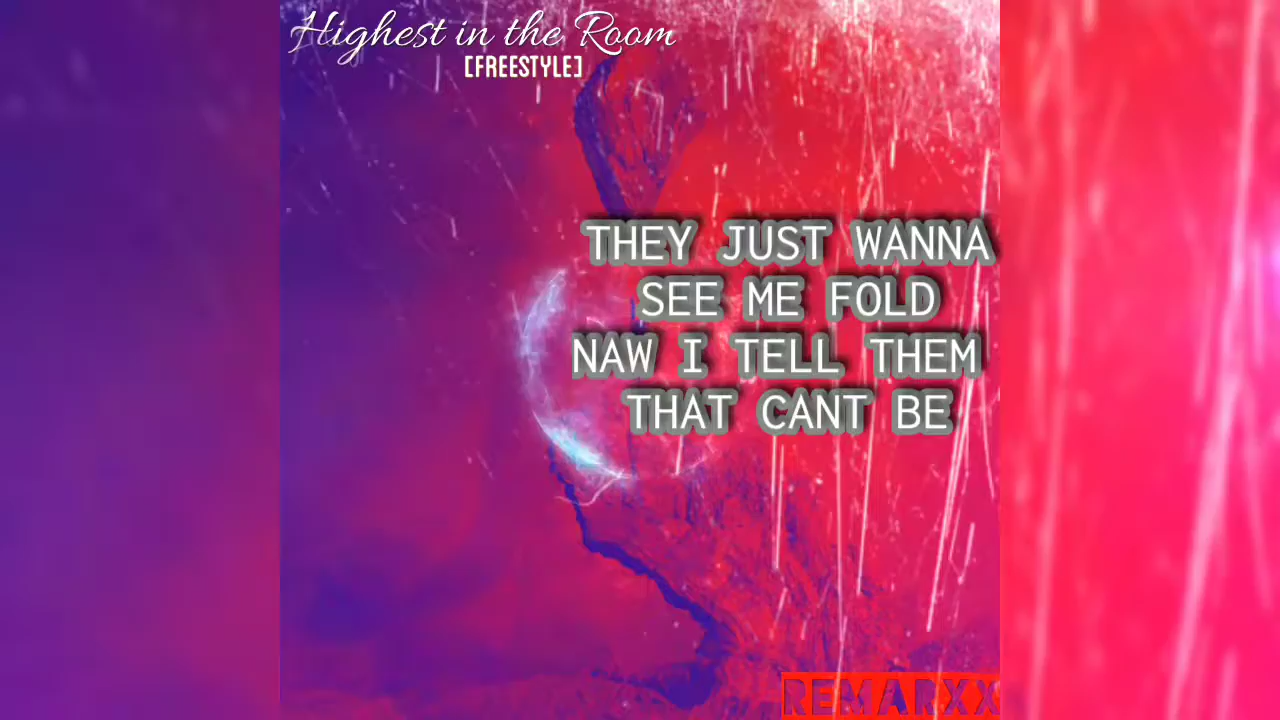 Highest in the Room
[FREESTYLE]
THEY JUST WANNA
SEE ME FOLD
NAW I TELL THEM
THAT CANT BE
REMARXX